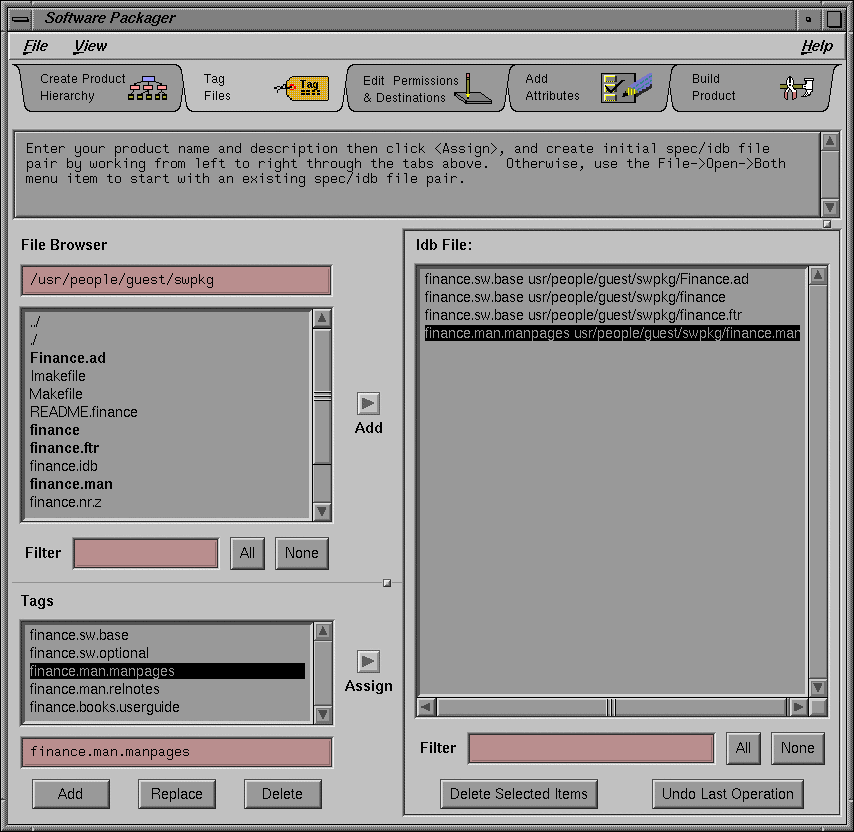 Software Packager
File View Help
Create Product Hierarchy
Tag Files
Tag
Edit Permissions & Destinations
Add Attributes
Build Product
Enter your product name and description then click <Assign>, and create initial spec/idb file
pair by working from left to right through the tabs above.  Otherwise, use the File->Open->Both
menu item to start with an existing spec/idb file pair.
File Browser
/usr/people/guest/swpkg
../
./
Finance.ad
Imakefile
Makefile
README.finance
finance
finance.ftr
finance.idb
finance.man
finance.nr.z
Add
Filter All None
Tags
finance.sw.base
finance.sw.optional
finance.man.manpages
finance.man.relnotes
finance.books.userguide
Assign
finance.man.manpages
Add Replace Delete
Idb File:
finance.sw.base usr/people/guest/swpkg/Finance.ad
finance.sw.base usr/people/guest/swpkg/finance
finance.sw.base usr/people/guest/swpkg/finance.ftr
finance.man.manpages usr/people/guest/swpkg/finance.man
Filter All None
Delete Selected Items Undo Last Operation